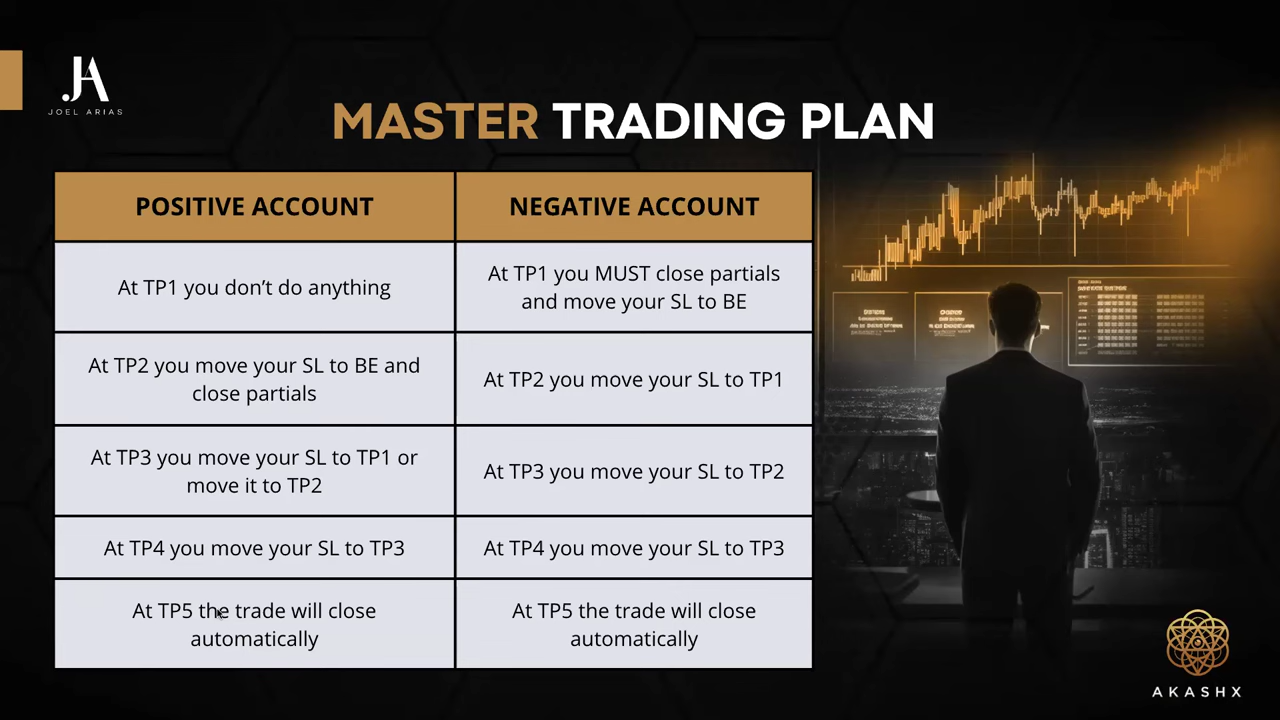 JA
JOEL ARIAS
MASTER TRADING PLAN
POSITIVE ACCOUNT
NEGATIVE ACCOUNT
At TP1 you don’t do anything
At TP1 you MUST close partials
and move your SL to BE
At TP2 you move your SL to BE and
close partials
At TP2 you move your SL to TP1
At TP3 you move your SL to TP1 or
move it to TP2
At TP3 you move your SL to TP2
At TP4 you move your SL to TP3
At TP4 you move your SL to TP3
At TP5 the trade will close
automatically
At TP5 the trade will close
automatically
AKASHX